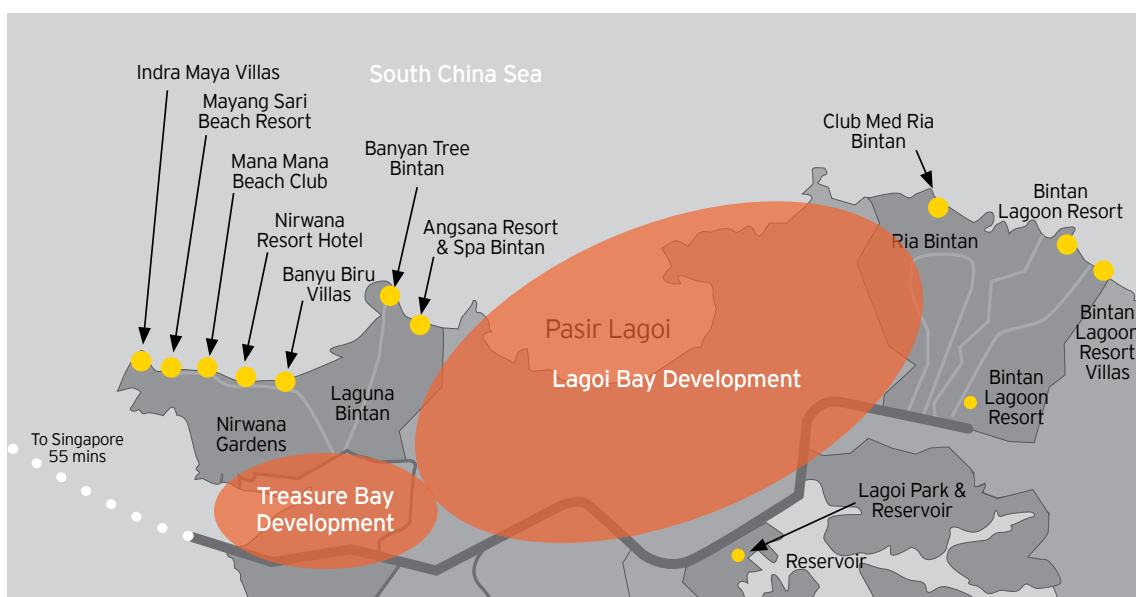 South China Sea
Indra Maya Villas
Mayang Sari
Beach Resort
Mana Mana
Beach Club
Nirwana
Resort Hotel
Banyu Biru
Villas
Banyan Tree
Bintan
Angsana Resort
& Spa Bintan
Club Med Ria
Bintan
Bintan
Lagoon Resort
Ria Bintan
Bintan
Lagoon
Resort
Villas
Pasir Lagoi
Lagoi Bay Development
Laguna
Bintan
Nirwana
Gardens
Bintan
Lagoon
Resort
To Singapore
55 mins
Treasure Bay
Development
Lagoi Park &
Reservoir
Reservoir